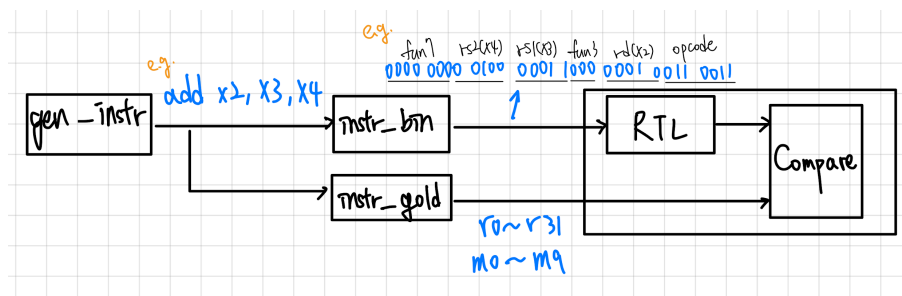 e.g.
fun7 rs2(x4) rs1(x3) fun3 rd(x2) opcode
0000 0000 0100 0001 1000 0001 0011 0011
e.g.
add x2, x3, x4
gen_instr
instr_bin
RTL
Compare
instr_gold
r0~r31
m0~m9